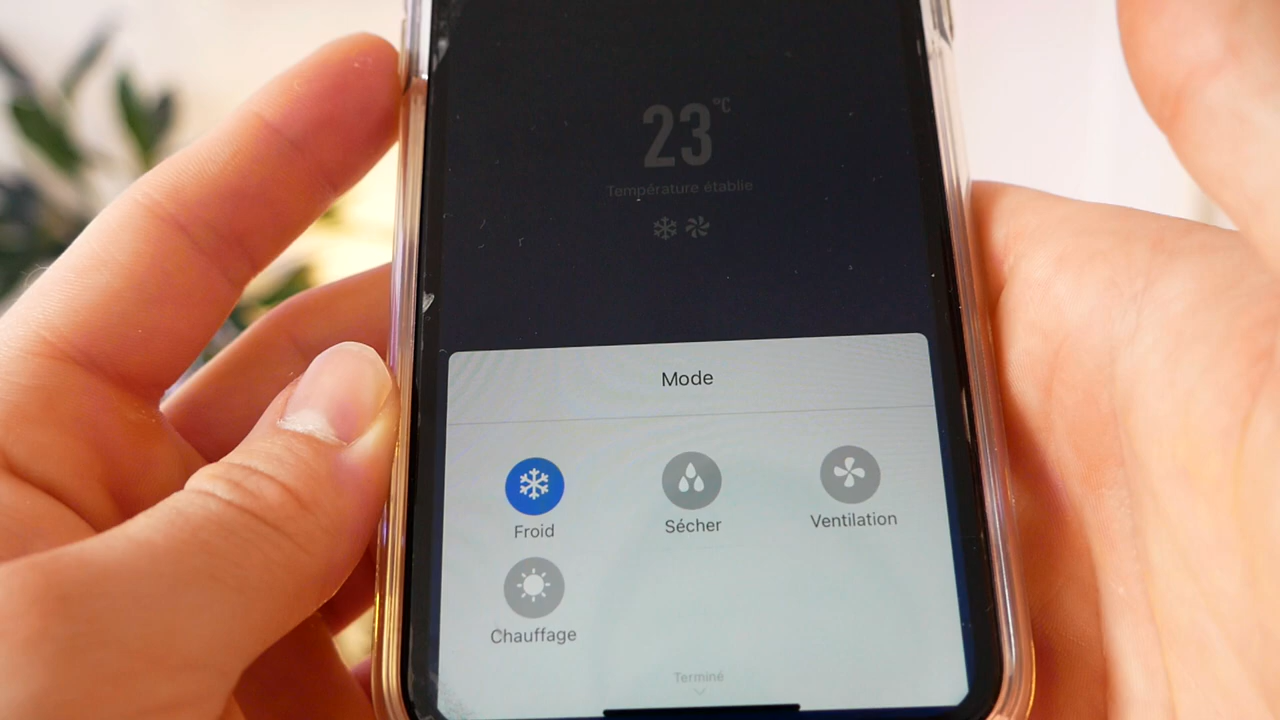 23 °C
Température établie
Mode
Froid
Sécher
Ventilation
Chauffage
Terminé